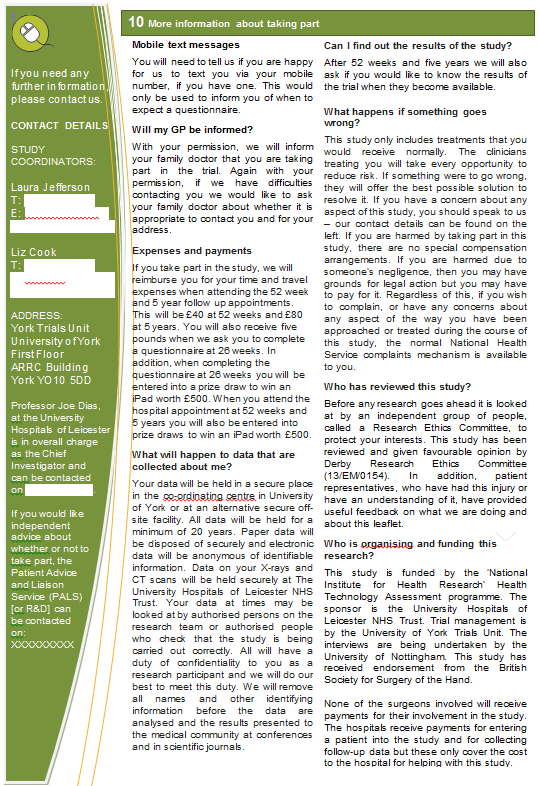 10 More information about taking part
If you need any
further information,
please contact us.
CONTACT DETAILS
STUDY
COORDINATORS:
Laura Jefferson
T:
E:
Liz Cook
T:
ADDRESS:
York Trials Unit
University of York
First Floor
ARRC Building
York YO10 5DD
Professor Joe Dias,
at the University
Hospitals of Leicester
is in overall charge
as the Chief
Investigator and
can be contacted
on
If you would like
independent
advice about
whether or not to
take part, the
Patient Advice
and Liaison
Service (PALS)
[or R&D] can
be contacted
on:
XXXXXXXXX
Mobile text messages
You will need to tell us if you are happy
for us to text you via your mobile
number, if you have one. This would
only be used to inform you of when to
expect a questionnaire.
Will my GP be informed?
With your permission, we will inform
your family doctor that you are taking
part in the trial. Again with your
permission, if we have difficulties
contacting you we would like to ask
your family doctor about whether it is
appropriate to contact you and for your
address.
Expenses and payments
If you take part in the study, we will
reimburse you for your time and travel
expenses when attending the 52 week
and 5 year follow up appointments.
This will be £40 at 52 weeks and £80
at 5 years. You will also receive five
pounds when we ask you to complete
a questionnaire at 26 weeks. In
addition, when completing the
questionnaire at 26 weeks you will be
entered into a prize draw to win an
iPad worth £500. When you attend the
hospital appointment at 52 weeks and
5 years you will also be entered into
prize draws to win an iPad worth £500.
What will happen to data that are
collected about me?
Your data will be held in a secure place
in the co-ordinating centre in University
of York or at an alternative secure off-
site facility. All data will be held for a
minimum of 20 years. Paper data will
be disposed of securely and electronic
data will be anonymous of identifiable
information. Data on your X-rays and
CT scans will be held securely at The
University Hospitals of Leicester NHS
Trust. Your data at times may be
looked at by authorised persons on the
research team or authorised people
who check that the study is being
carried out correctly. All will have a
duty of confidentiality to you as a
research participant and we will do our
best to meet this duty. We will remove
all names and other identifying
information before the data are
analysed and the results presented to
the medical community at conferences
and in scientific journals.
Can I find out the results of the study?
After 52 weeks and five years we will also
ask if you would like to know the results of
the trial when they become available.
What happens if something goes
wrong?
This study only includes treatments that you
would receive normally. The clinicians
treating you will take every opportunity to
reduce risk. If something were to go wrong,
they will offer the best possible solution to
resolve it. If you have a concern about any
aspect of this study, you should speak to us
– our contact details can be found on the
left. If you are harmed by taking part in this
study, there are no special compensation
arrangements. If you are harmed due to
someone's negligence, then you may have
grounds for legal action but you may have
to pay for it. Regardless of this, if you wish
to complain, or have any concerns about
any aspect of the way you have been
approached or treated during the course of
this study, the normal National Health
Service complaints mechanism is available
to you.
Who has reviewed this study?
Before any research goes ahead it is looked
at by an independent group of people,
called a Research Ethics Committee, to
protect your interests. This study has been
reviewed and given favourable opinion by
Derby Research Ethics Committee
(13/EM/0154). In addition, patient
representatives, who have had this injury or
have an understanding of it, have provided
useful feedback on what we are doing and
about this leaflet.
Who is organising and funding this
research?
This study is funded by the 'National
Institute for Health Research' Health
Technology Assessment programme. The
sponsor is the University Hospitals of
Leicester NHS Trust. Trial management is
by the University of York Trials Unit. The
interviews are being undertaken by the
University of Nottingham. This study has
received endorsement from the British
Society for Surgery of the Hand.
None of the surgeons involved will receive
payments for their involvement in the study.
The hospitals receive payments for entering
a patient into the study and for collecting
follow-up data but these only cover the cost
to the hospital for helping with this study.